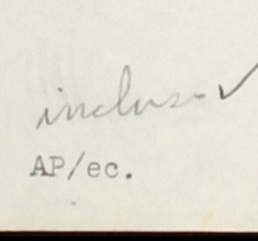 inclus. ✓
AP/ec.